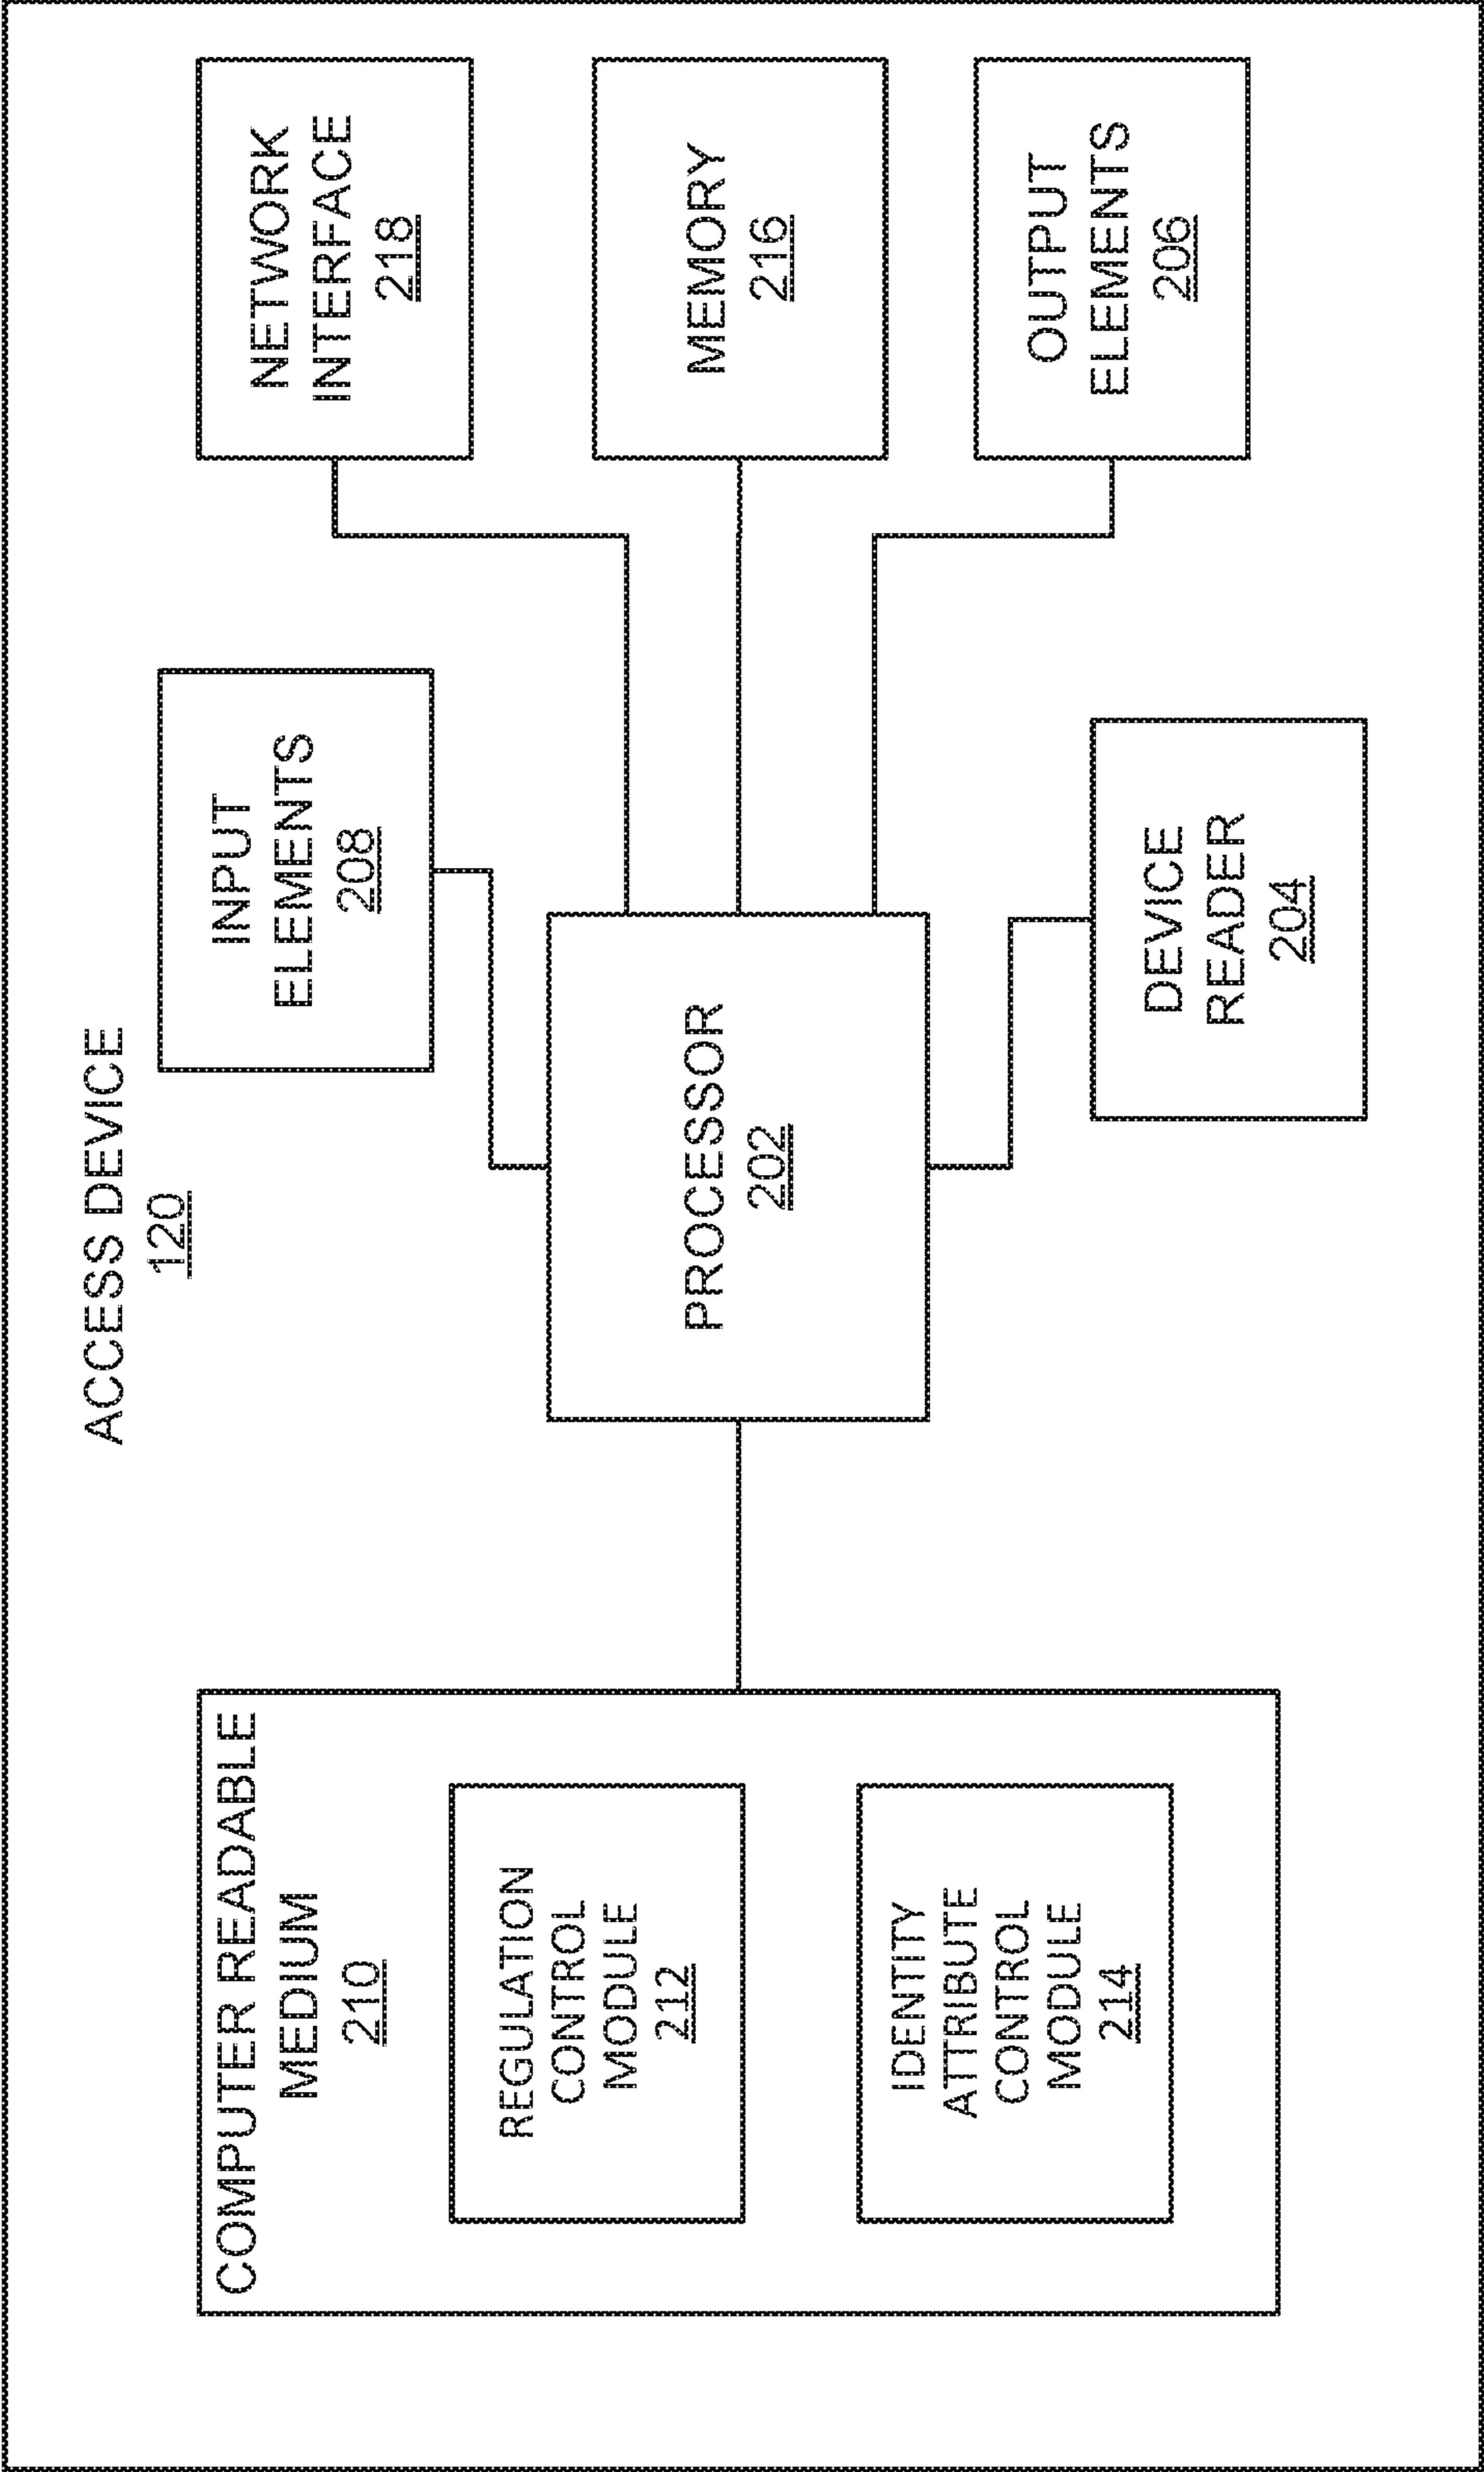 ACCESS DEVICE
120
COMPUTER READABLE
MEDIUM
210
REGULATION
CONTROL
MODULE
212
IDENTITY
ATTRIBUTE
CONTROL
MODULE
214
PROCESSOR
202
INPUT
ELEMENTS
208
DEVICE
READER
204
NETWORK
INTERFACE
218
MEMORY
216
OUTPUT
ELEMENTS
206